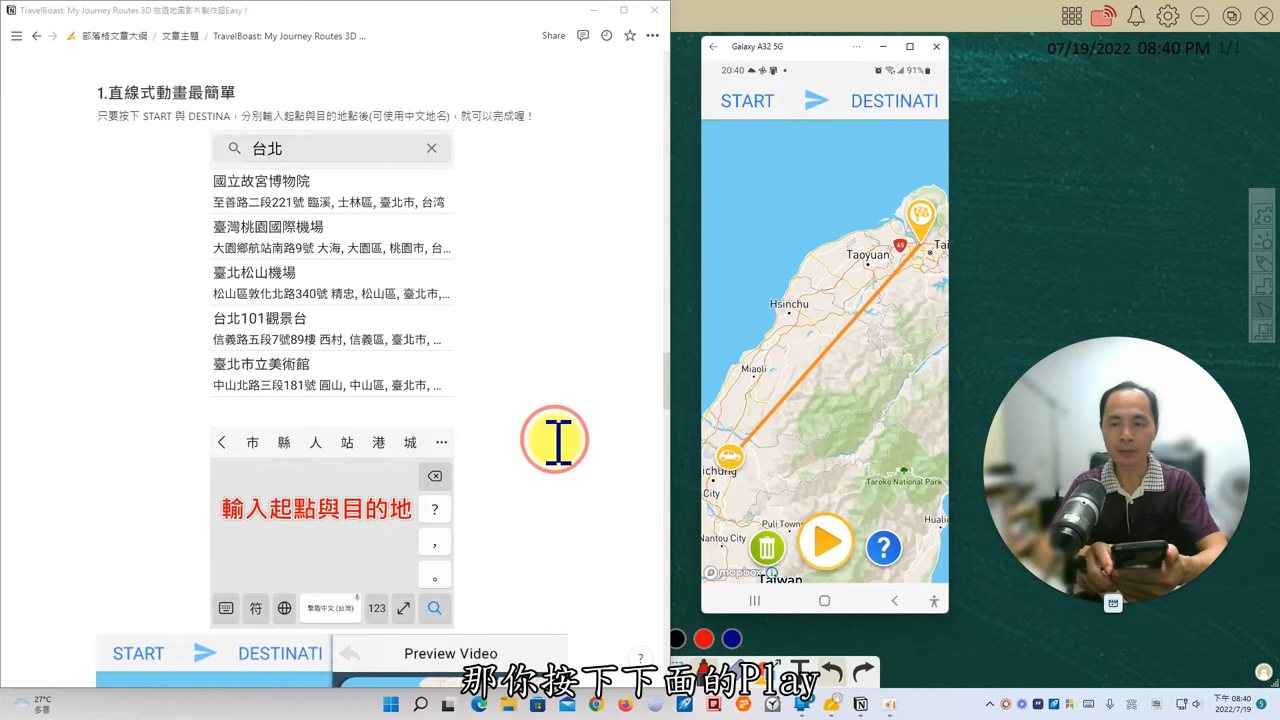 TravelBoast: My Journey Routes 3D 旅遊地圖影片製作超Easy！
部落格文章大綱 / 文章主題 / TravelBoast: My Journey Routes 3D ...
Share
1.直線式動畫最簡單
只要按下 START 與 DESTINA，分別輸入起點與目的地點後(可使用中文地名)，就可以完成喔！
台北
國立故宮博物院
至善路二段221號 臨溪, 士林區, 臺北市, 台湾
臺灣桃園國際機場
大園鄉航站南路9號 大海, 大園區, 桃園市, 台...
臺北松山機場
松山區敦化北路340號 精忠, 松山區, 臺北市,...
台北101觀景台
信義路五段7號89樓 西村, 信義區, 臺北市, ...
臺北市立美術館
中山北路三段181號 圓山, 中山區, 臺北市, ...
市 縣 人 站 港 城 ...
輸入起點與目的地
?
，
。
符
繁體中文 (台灣)
123
START DESTINATI
Preview Video
?
Galaxy A32 5G
20:40
91%
START DESTINATI
65
Tai
Taoyuan
Hsinchu
Miaoli
Taroko National Park
ichung
City
Puli Town
Hualie
Nantou City
?
mapbox
Taiwan
07/19/2022 08:40 PM 1/1
T
那你按下下面的Play
27°C
多雲
英
下午 08:40
2022/7/19